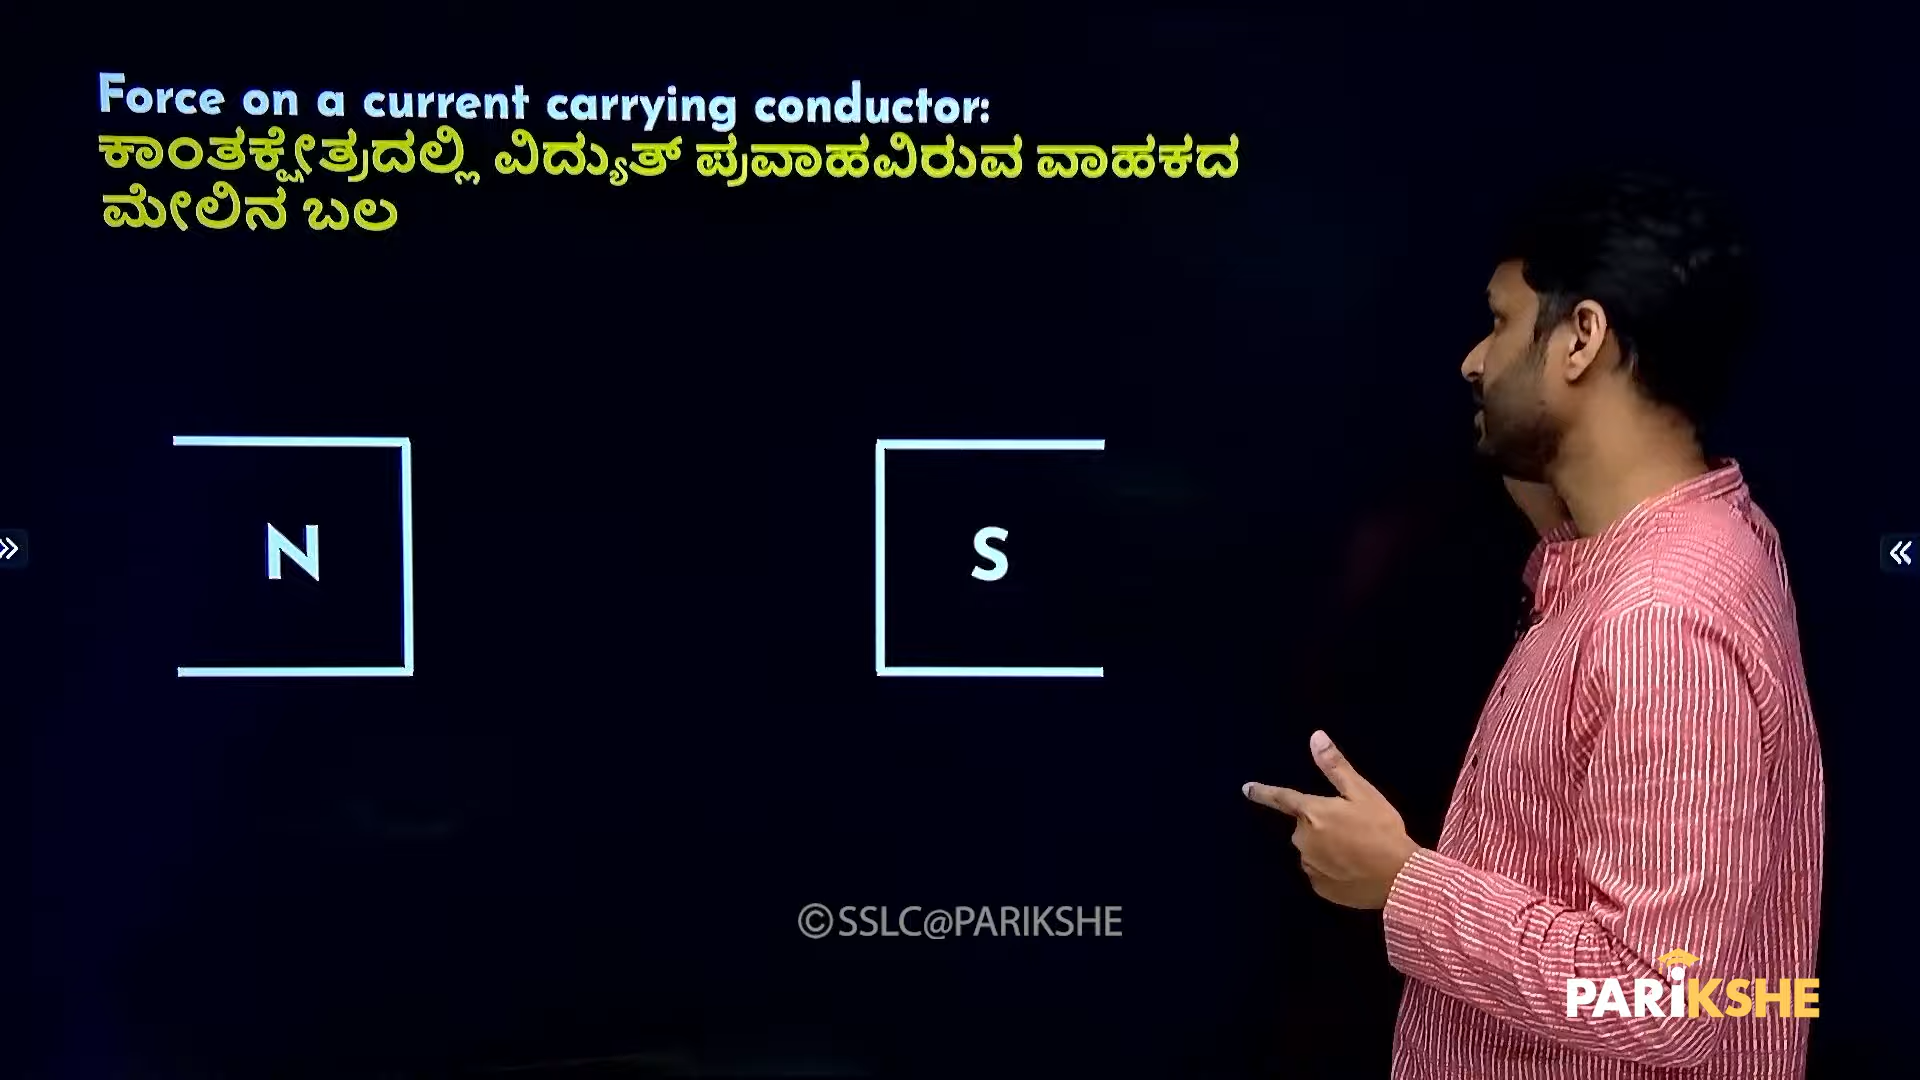 Force on a current carrying conductor:
ಕಾಂತಕ್ಷೇತ್ರದಲ್ಲಿ ವಿದ್ಯುತ್ ಪ್ರವಾಹವಿರುವ ವಾಹಕದ
ಮೇಲಿನ ಬಲ
N
S
©SSLC@PARIKSHE
PARIKSHE